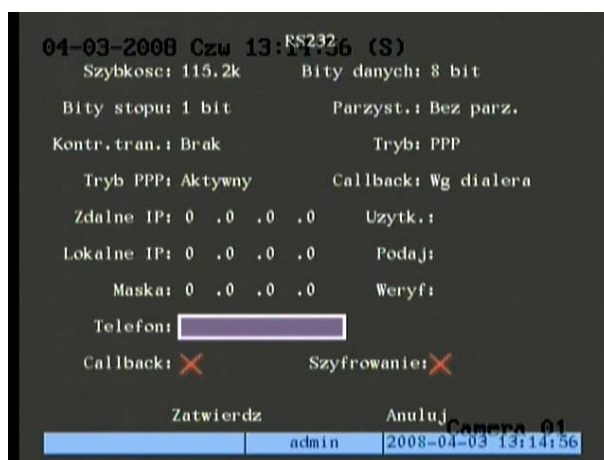 RS232
04-03-2008 Czw 13:14:56 (S)
Szybkosc: 115.2k Bity danych: 8 bit
Bity stopu: 1 bit Parzyst.: Bez parz.
Kontr.tran.: Brak Tryb: PPP
Tryb PPP: Aktywny Callback: Wg dialera
Zdalne IP: 0 .0 .0 .0 Uzytk.:
Lokalne IP: 0 .0 .0 .0 Podaj:
Maska: 0 .0 .0 .0 Weryf:
Telefon:
Callback: Szyfrowanie:
Zatwierdz Anuluj
Camera 01
admin 2008-04-03 13:14:56